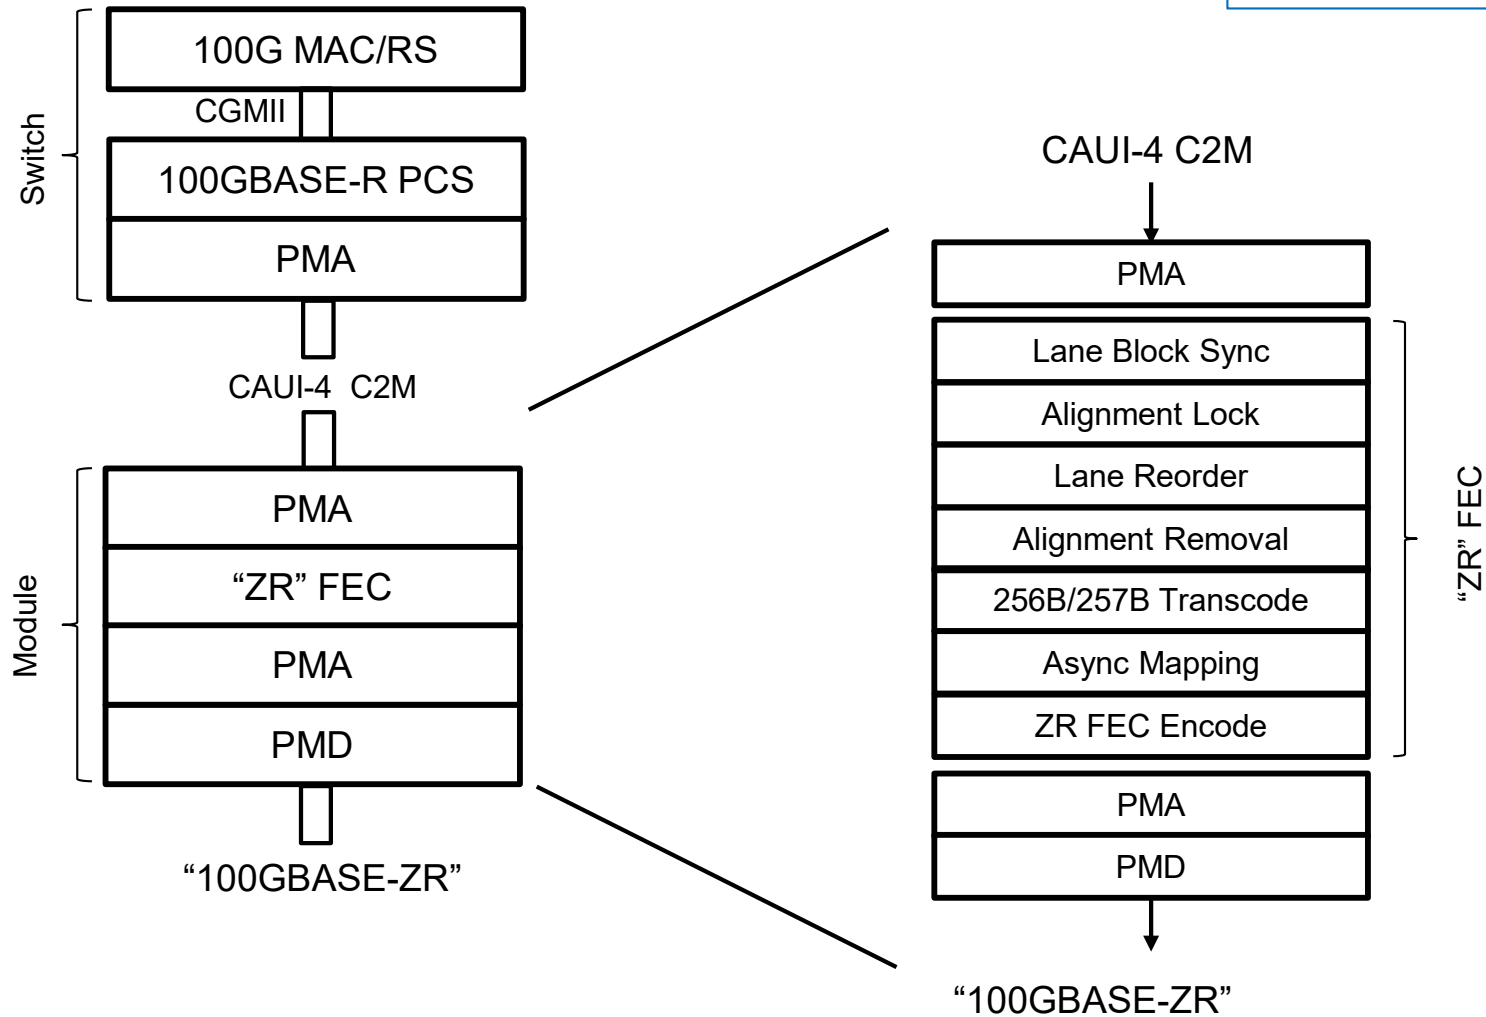 100G MAC/RS
CGMII
100GBASE-R PCS
PMA
Switch
CAUI-4 C2M
PMA
“ZR” FEC
PMA
PMD
Module
“100GBASE-ZR”
CAUI-4 C2M
PMA
Lane Block Sync
Alignment Lock
Lane Reorder
Alignment Removal
256B/257B Transcode
Async Mapping
ZR FEC Encode
“ZR” FEC
PMA
PMD
“100GBASE-ZR”